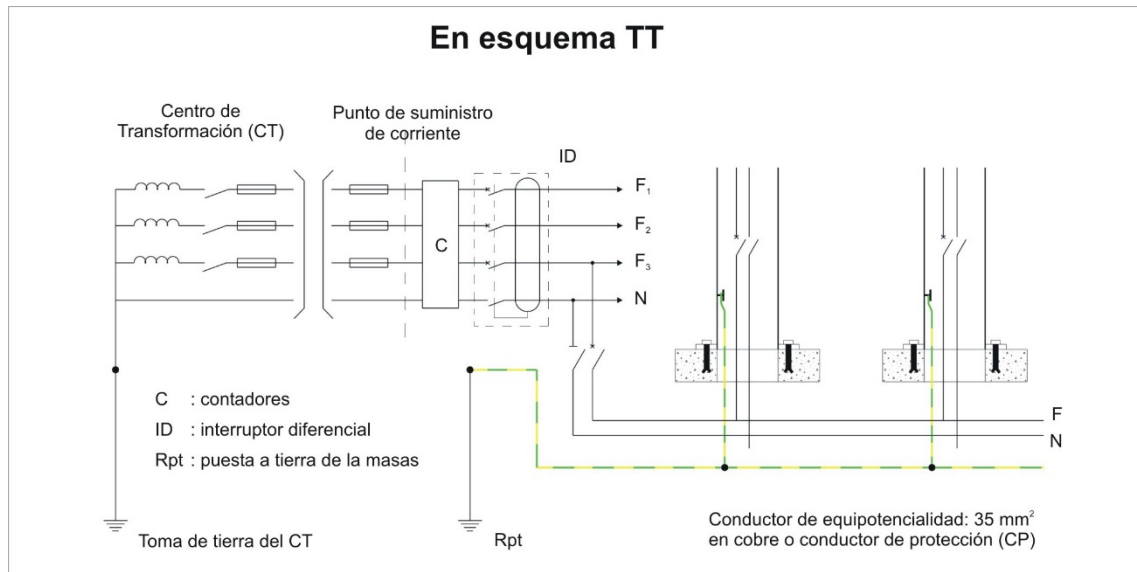 En esquema TT
Centro de
Transformación (CT)
Punto de suministro
de corriente
ID
F₁
F₂
C
F₃
N
C : contadores
ID : interruptor diferencial
Rpt : puesta a tierra de la masas
F
N
Toma de tierra del CT
Rpt
Conductor de equipotencialidad: 35 mm²
en cobre o conductor de protección (CP)